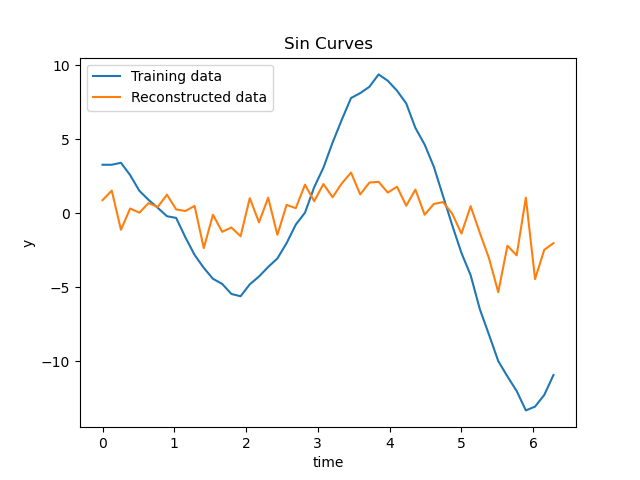 Sin Curves
Training data
Reconstructed data
10
5
0
−5
−10
y
0 1 2 3 4 5 6
time